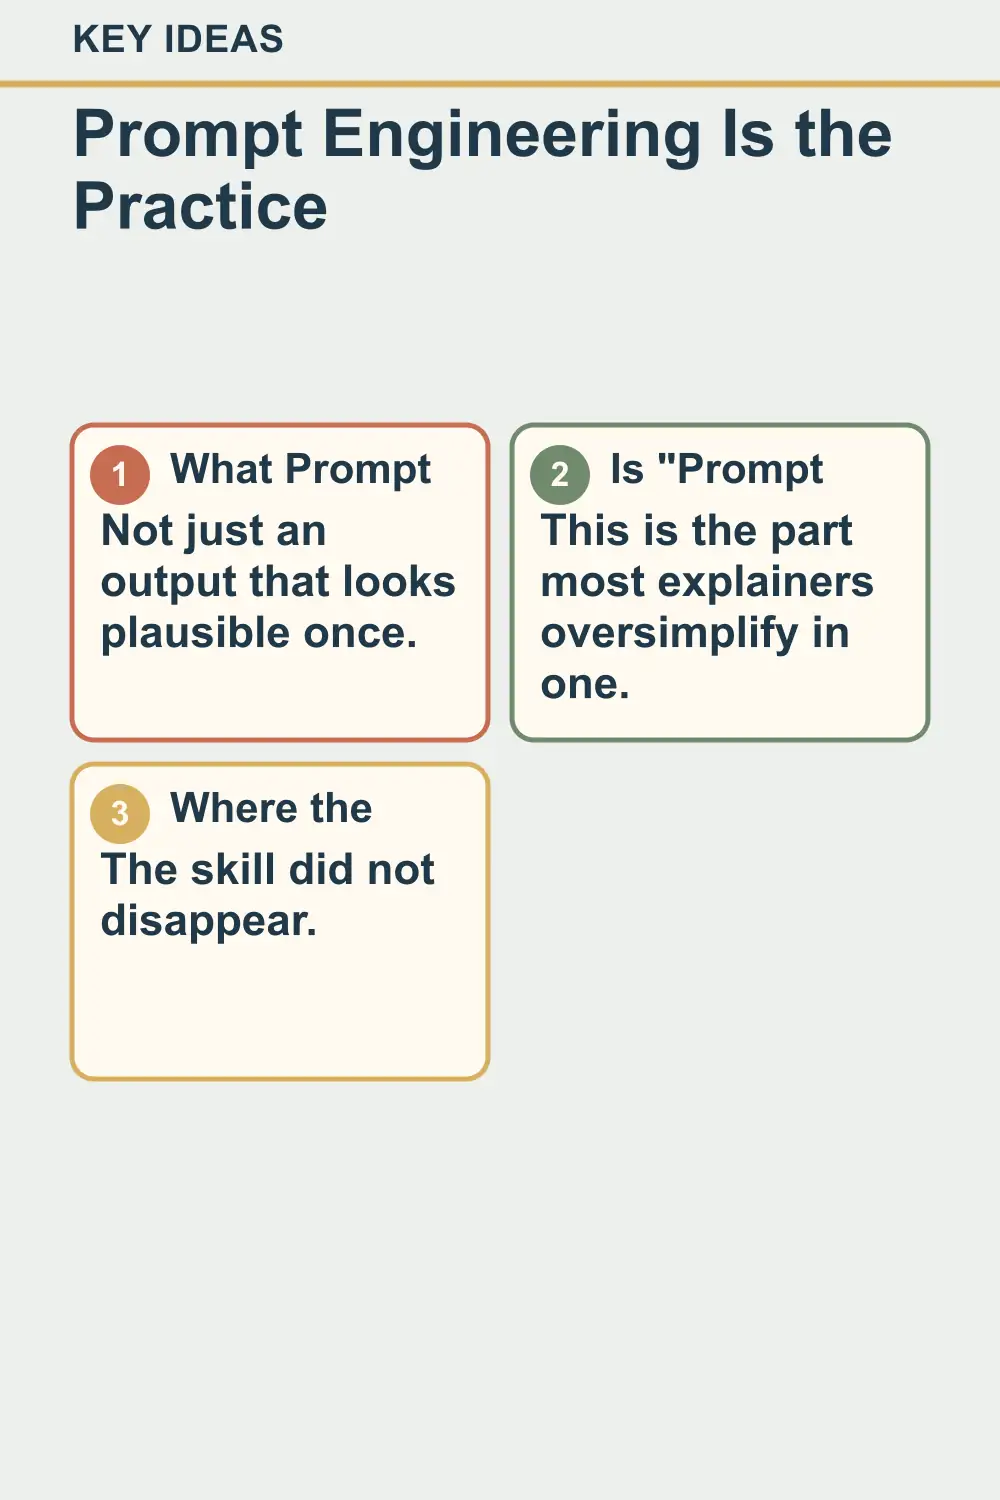 KEY IDEAS
Prompt Engineering Is the
Practice
1 What Prompt
Not just an
output that looks
plausible once.
2 Is "Prompt
This is the part
most explainers
oversimplify in
one.
3 Where the
The skill did not
disappear.